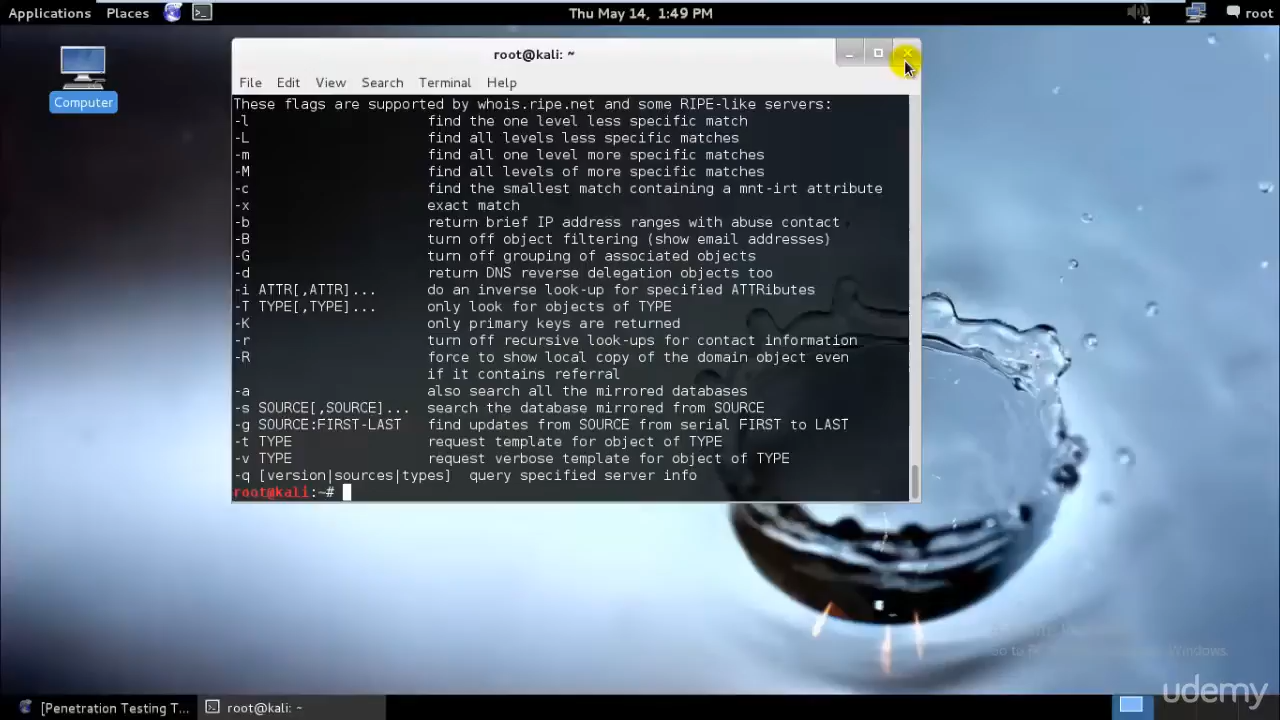 Applications Places Thu May 14, 1:49 PM root
Computer
root@kali: ~
File Edit View Search Terminal Help
These flags are supported by whois.ripe.net and some RIPE-like servers:
-l find the one level less specific match
-L find all levels less specific matches
-m find all one level more specific matches
-M find all levels of more specific matches
-c find the smallest match containing a mnt-irt attribute
-x exact match
-b return brief IP address ranges with abuse contact
-B turn off object filtering (show email addresses)
-G turn off grouping of associated objects
-d return DNS reverse delegation objects too
-i ATTR[,ATTR]... do an inverse look-up for specified ATTRibutes
-T TYPE[,TYPE]... only look for objects of TYPE
-K only primary keys are returned
-r turn off recursive look-ups for contact information
-R force to show local copy of the domain object even
if it contains referral
-a also search all the mirrored databases
-s SOURCE[,SOURCE]... search the database mirrored from SOURCE
-g SOURCE:FIRST-LAST find updates from SOURCE from serial FIRST to LAST
-t TYPE request template for object of TYPE
-v TYPE request verbose template for object of TYPE
-q [version|sources|types] query specified server info
root@kali:~#
Go to Windows.
[Penetration Testing T... root@kali: ~
udemy